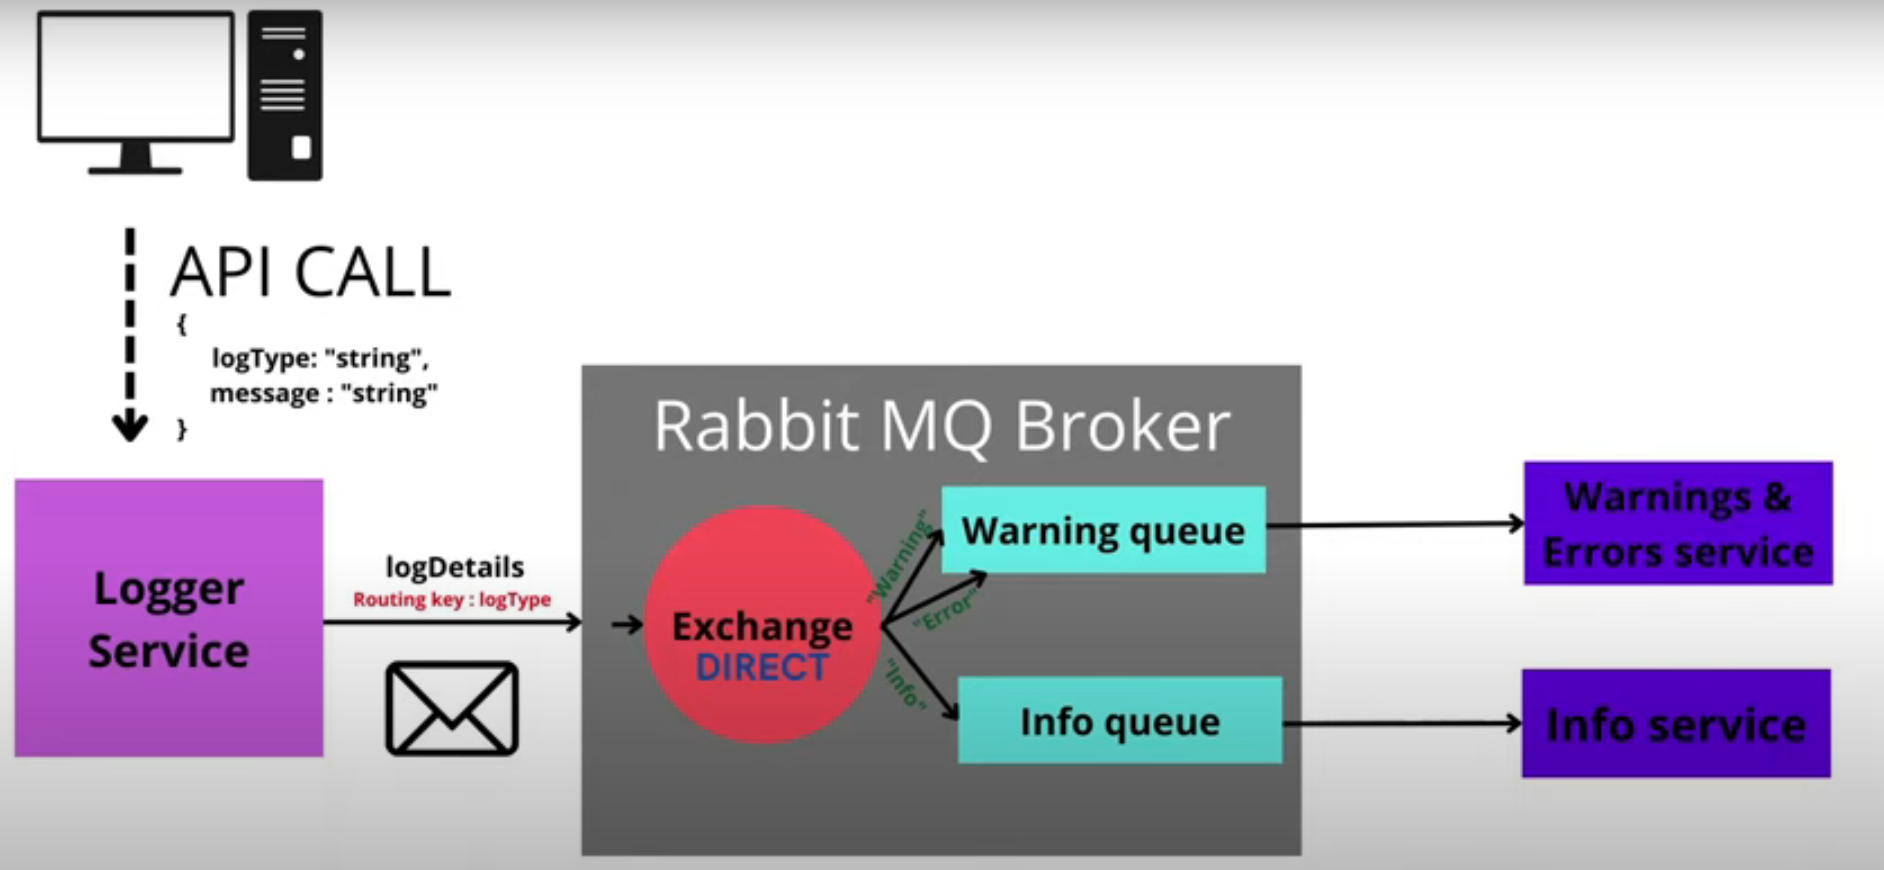 API CALL
{
logType: "string",
message : "string"
}
Logger
Service
logDetails
Routing key : logType
Rabbit MQ Broker
Exchange
DIRECT
"Warning"
"Error"
"Info"
Warning queue
Info queue
Warnings &
Errors service
Info service